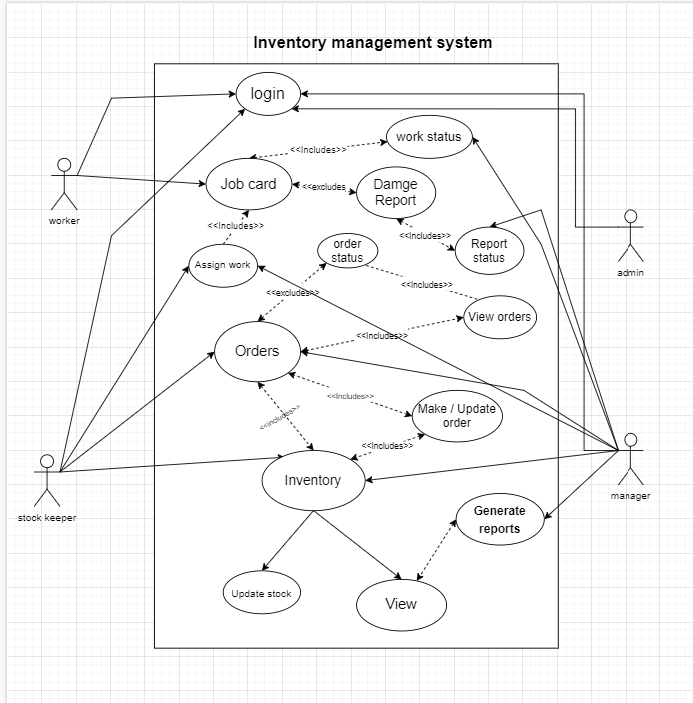 Inventory management system
login
work status
<<Includes>>
Job card
<<excludes
Damge
Report
worker
<<Includes>>
<<Includes>>
Report
status
order
status
Assign work
admin
<<Includes>>
<<excludes>>
View orders
<<Includes>>
Orders
<<Includes>>
Make / Update
order
<<Includes>>
<<Includes>>
Inventory
manager
stock keeper
Generate
reports
Update stock
View